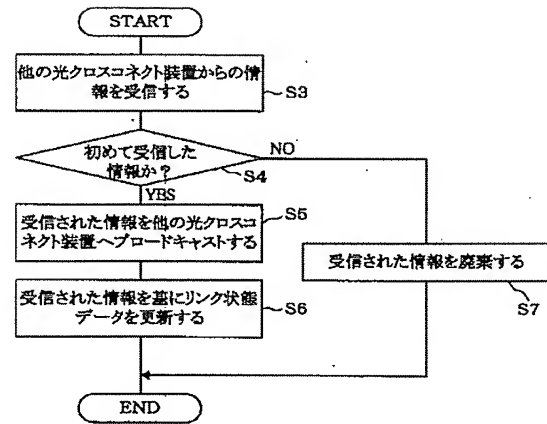 START
他の光クロスコネクト装置からの情
報を受信する
S3
初めて受信した
情報か？
NO
S4
YES
受信された情報を他の光クロスコ
ネクト装置へブロードキャストする
S5
受信された情報を廃棄する
S7
受信された情報を基にリンク状態
データを更新する
S6
END